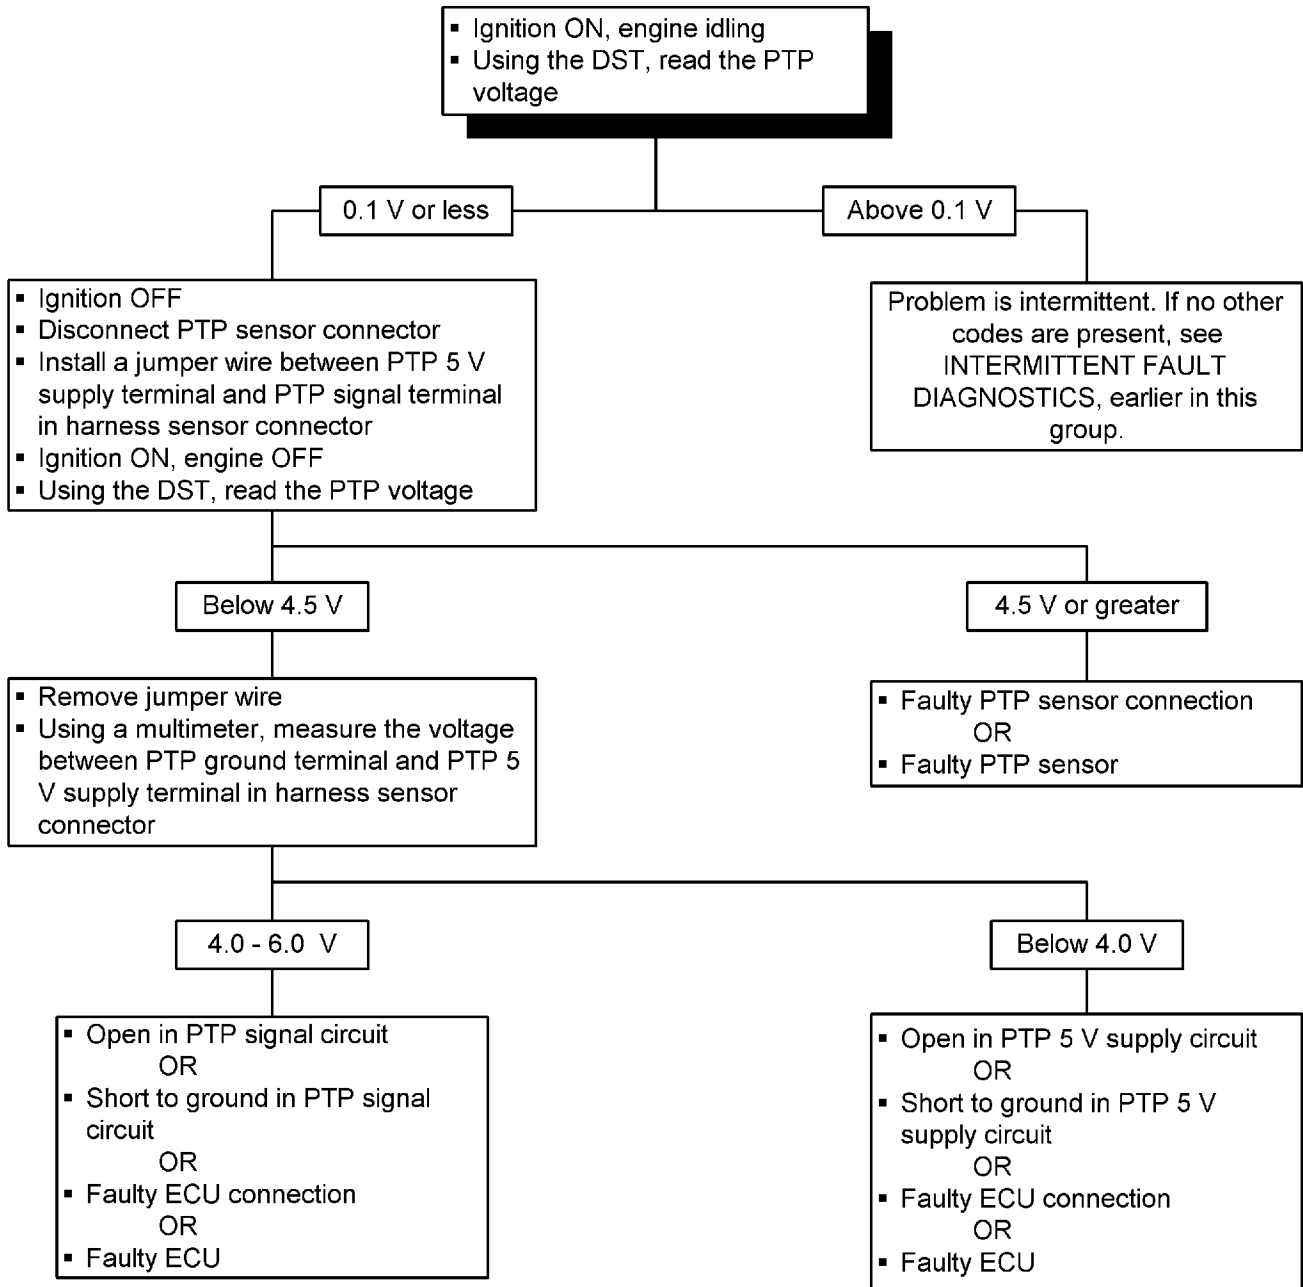 ▪ Ignition ON, engine idling
▪ Using the DST, read the PTP
voltage
0.1 V or less
Above 0.1 V
▪ Ignition OFF
▪ Disconnect PTP sensor connector
▪ Install a jumper wire between PTP 5 V
supply terminal and PTP signal terminal
in harness sensor connector
▪ Ignition ON, engine OFF
▪ Using the DST, read the PTP voltage
Problem is intermittent. If no other
codes are present, see
INTERMITTENT FAULT
DIAGNOSTICS, earlier in this
group.
Below 4.5 V
4.5 V or greater
▪ Remove jumper wire
▪ Using a multimeter, measure the voltage
between PTP ground terminal and PTP 5
V supply terminal in harness sensor
connector
▪ Faulty PTP sensor connection
OR
▪ Faulty PTP sensor
4.0 - 6.0 V
Below 4.0 V
▪ Open in PTP signal circuit
OR
▪ Short to ground in PTP signal
circuit
OR
▪ Faulty ECU connection
OR
▪ Faulty ECU
▪ Open in PTP 5 V supply circuit
OR
▪ Short to ground in PTP 5 V
supply circuit
OR
▪ Faulty ECU connection
OR
▪ Faulty ECU